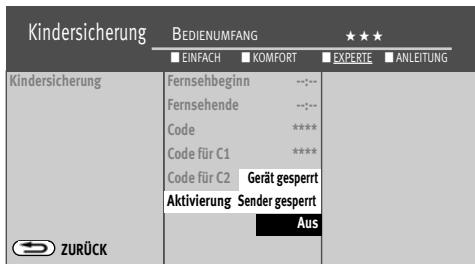 Kindersicherung BEDIENUMFANG ★★★
EINFACH KOMFORT EXPERTE ANLEITUNG
Kindersicherung Fernsehbeginn --:--
Fernsehende --:--
Code ****
Code für C1 ****
Code für C2 Gerät gesperrt
Aktivierung Sender gesperrt
Aus
ZURÜCK